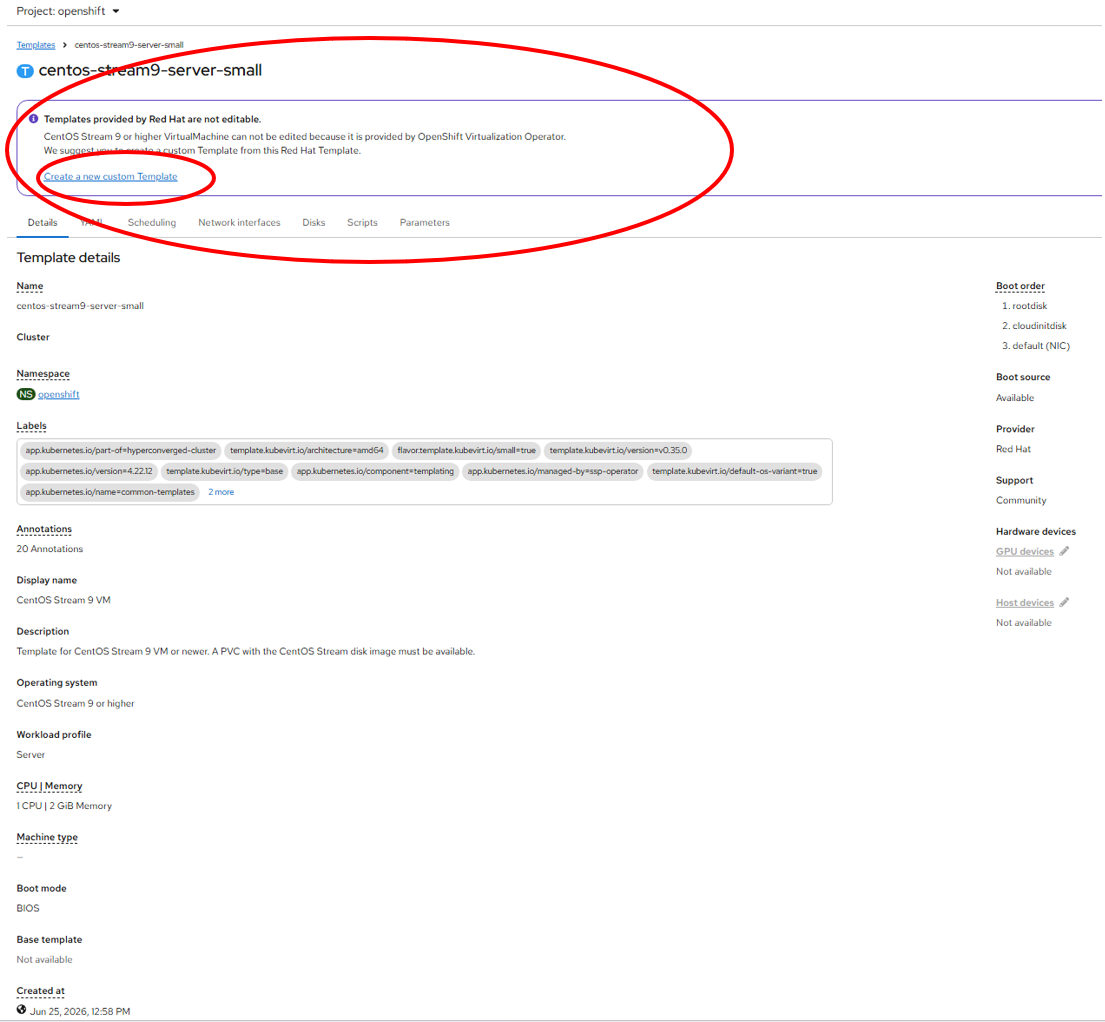 Project: openshift
Templates > centos-stream9-server-small
T centos-stream9-server-small
Templates provided by Red Hat are not editable.
CentOS Stream 9 or higher VirtualMachine can not be edited because it is provided by OpenShift Virtualization Operator.
We suggest you to create a custom Template from this Red Hat Template.
Create a new custom Template
Details YAML Scheduling Network interfaces Disks Scripts Parameters
Template details
Name
centos-stream9-server-small
Cluster
Namespace
NS openshift
Labels
app.kubernetes.io/part-of=hyperconverged-cluster template.kubevirt.io/architecture=amd64 flavor.template.kubevirt.io/small=true template.kubevirt.io/version=v0.35.0
app.kubernetes.io/version=4.22.12 template.kubevirt.io/type=base app.kubernetes.io/component=templating app.kubernetes.io/managed-by=ssp-operator template.kubevirt.io/default-os-variant=true
app.kubernetes.io/name=common-templates 2 more
Annotations
20 Annotations
Display name
CentOS Stream 9 VM
Description
Template for CentOS Stream 9 VM or newer. A PVC with the CentOS Stream disk image must be available.
Operating system
CentOS Stream 9 or higher
Workload profile
Server
CPU | Memory
1 CPU | 2 GiB Memory
Machine type
–
Boot mode
BIOS
Base template
Not available
Created at
Jun 25, 2026, 12:58 PM
Boot order
1. rootdisk
2. cloudinitdisk
3. default (NIC)
Boot source
Available
Provider
Red Hat
Support
Community
Hardware devices
GPU devices
Not available
Host devices
Not available